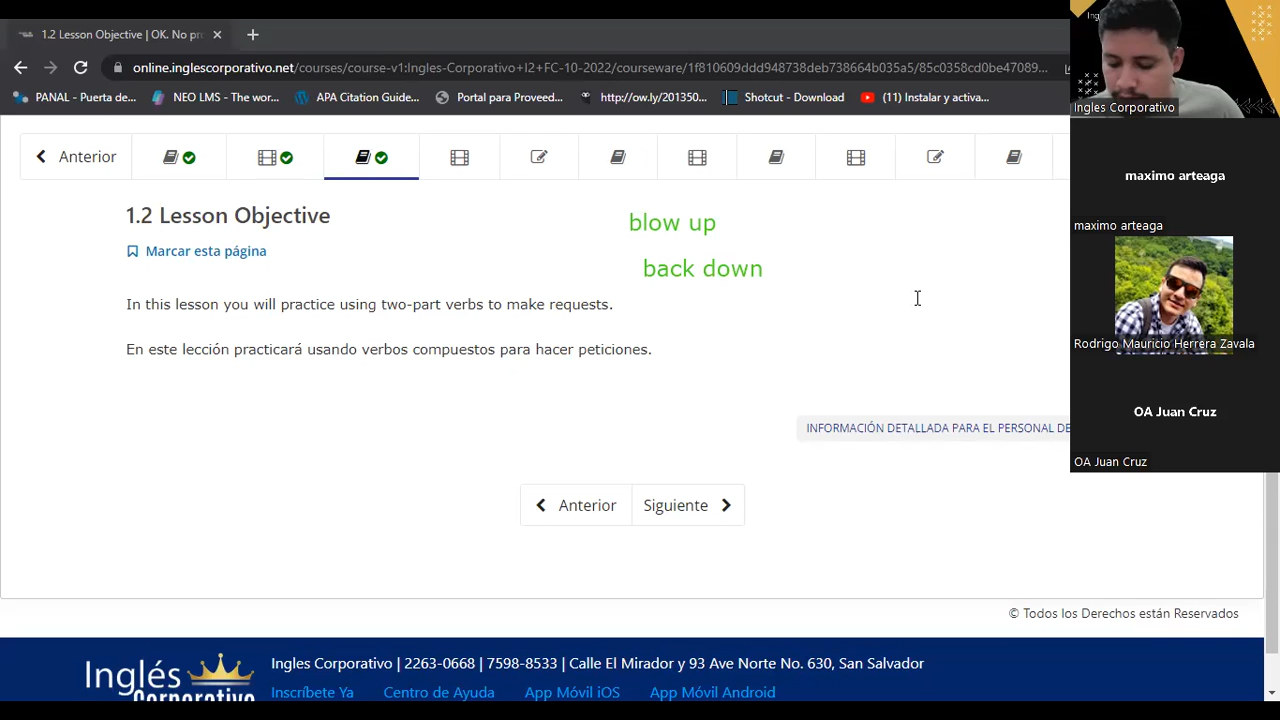 1.2 Lesson Objective | OK. No pr
online.inglescorporativo.net/courses/course-v1:Ingles-Corporativo+I2+FC-10-2022/courseware/1f810609ddd948738deb738664b035a5/85c0358cd0be47089...
PANAL - Puerta de...
NEO LMS - The wor...
APA Citation Guide...
Portal para Proveed...
http://ow.ly/201350...
Shotcut - Download
(11) Instalar y activa...
Ing
Ingles Corporativo
Anterior
maximo arteaga
maximo arteaga
1.2 Lesson Objective
blow up
Marcar esta página
back down
In this lesson you will practice using two-part verbs to make requests.
Rodrigo Mauricio Herrera Zavala
En este lección practicará usando verbos compuestos para hacer peticiones.
OA Juan Cruz
INFORMACIÓN DETALLADA PARA EL PERSONAL DE
OA Juan Cruz
Anterior
Siguiente
© Todos los Derechos están Reservados
Inglés Corporativo
Ingles Corporativo | 2263-0668 | 7598-8533 | Calle El Mirador y 93 Ave Norte No. 630, San Salvador
Inscríbete Ya
Centro de Ayuda
App Móvil iOS
App Móvil Android